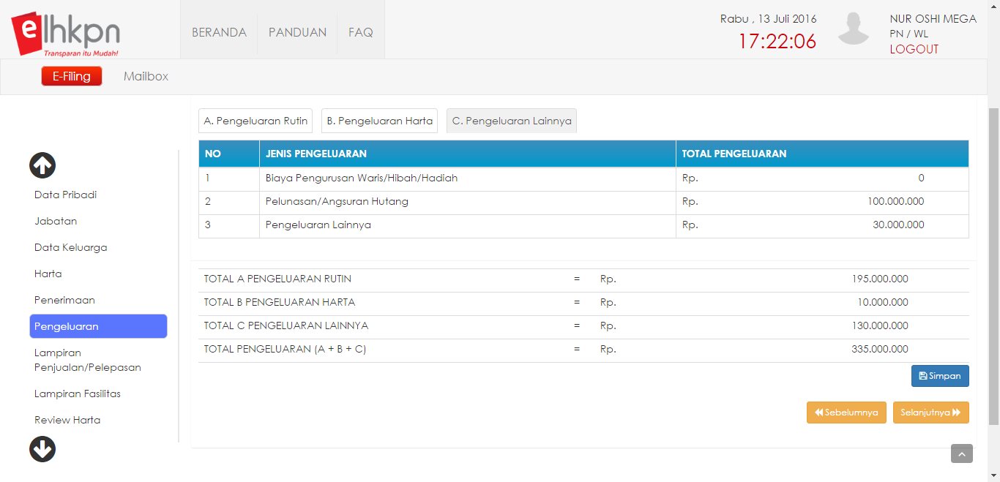 elhkpn
Transparan itu Mudah!
BERANDA PANDUAN FAQ
Rabu , 13 Juli 2016
17:22:06
NUR OSHI MEGA
PN / WL
LOGOUT
E-Filing Mailbox
Data Pribadi
Jabatan
Data Keluarga
Harta
Penerimaan
Pengeluaran
Lampiran
Penjualan/Pelepasan
Lampiran Fasilitas
Review Harta
A. Pengeluaran Rutin B. Pengeluaran Harta C. Pengeluaran Lainnya
NO JENIS PENGELUARAN TOTAL PENGELUARAN
1 Biaya Pengurusan Waris/Hibah/Hadiah Rp. 0
2 Pelunasan/Angsuran Hutang Rp. 100.000.000
3 Pengeluaran Lainnya Rp. 30.000.000
TOTAL A PENGELUARAN RUTIN = Rp. 195.000.000
TOTAL B PENGELUARAN HARTA = Rp. 10.000.000
TOTAL C PENGELUARAN LAINNYA = Rp. 130.000.000
TOTAL PENGELUARAN (A + B + C) = Rp. 335.000.000
Simpan
Sebelumnya Selanjutnya